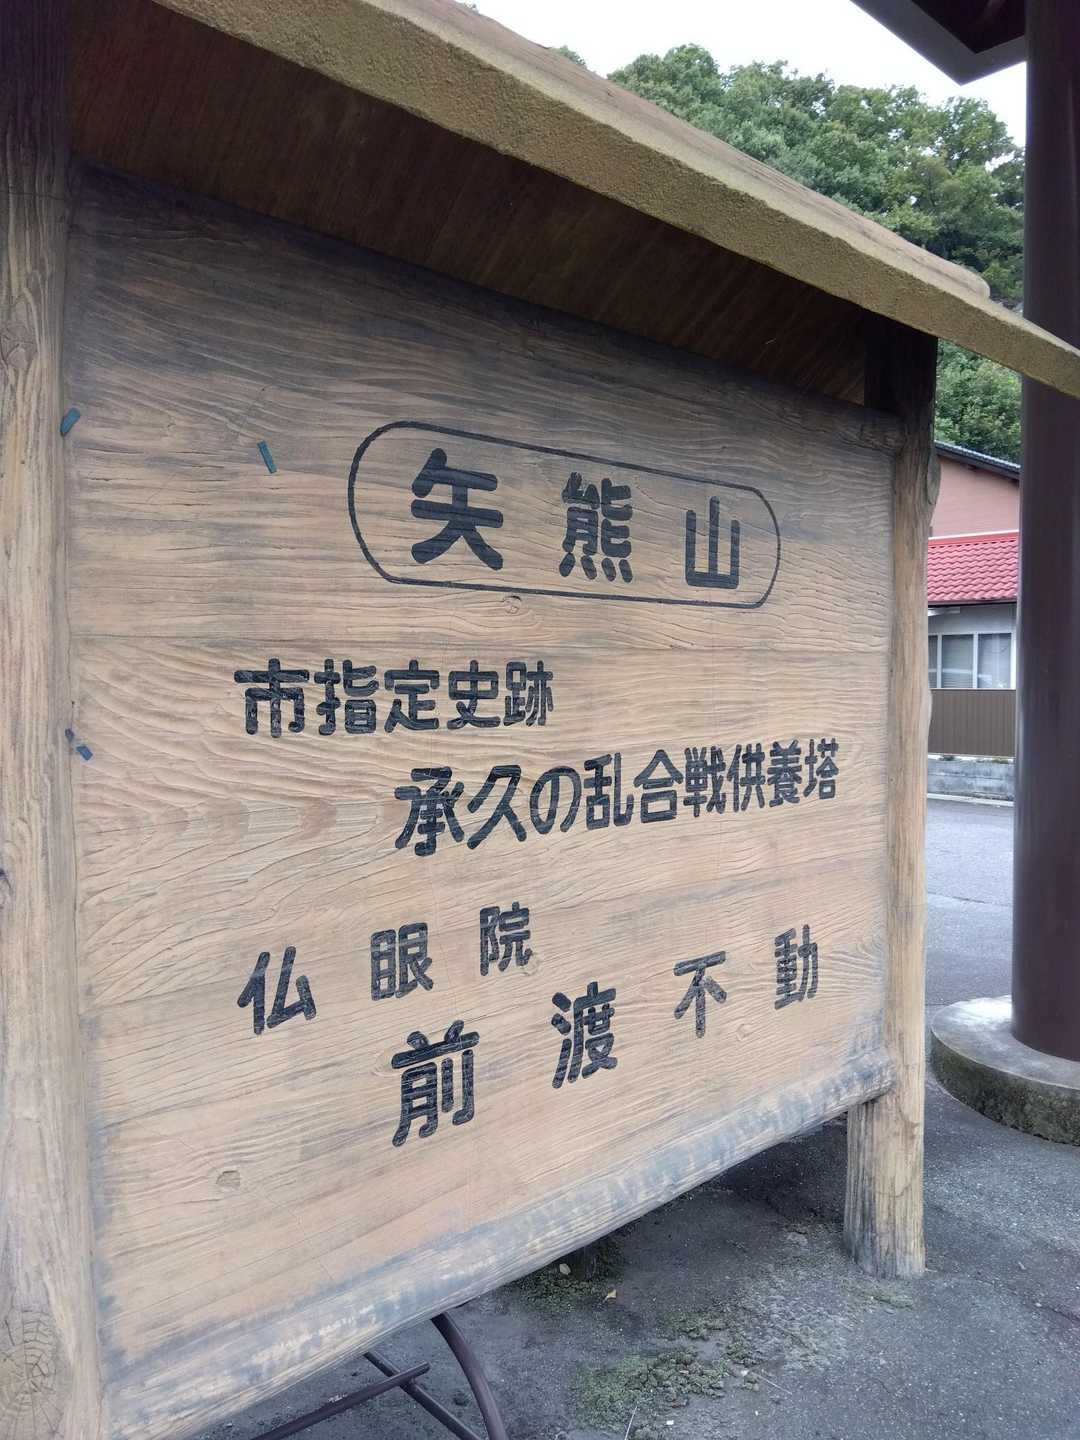 矢熊山
市指定史跡
承久の乱合戦供養塔
仏眼院
前渡不動